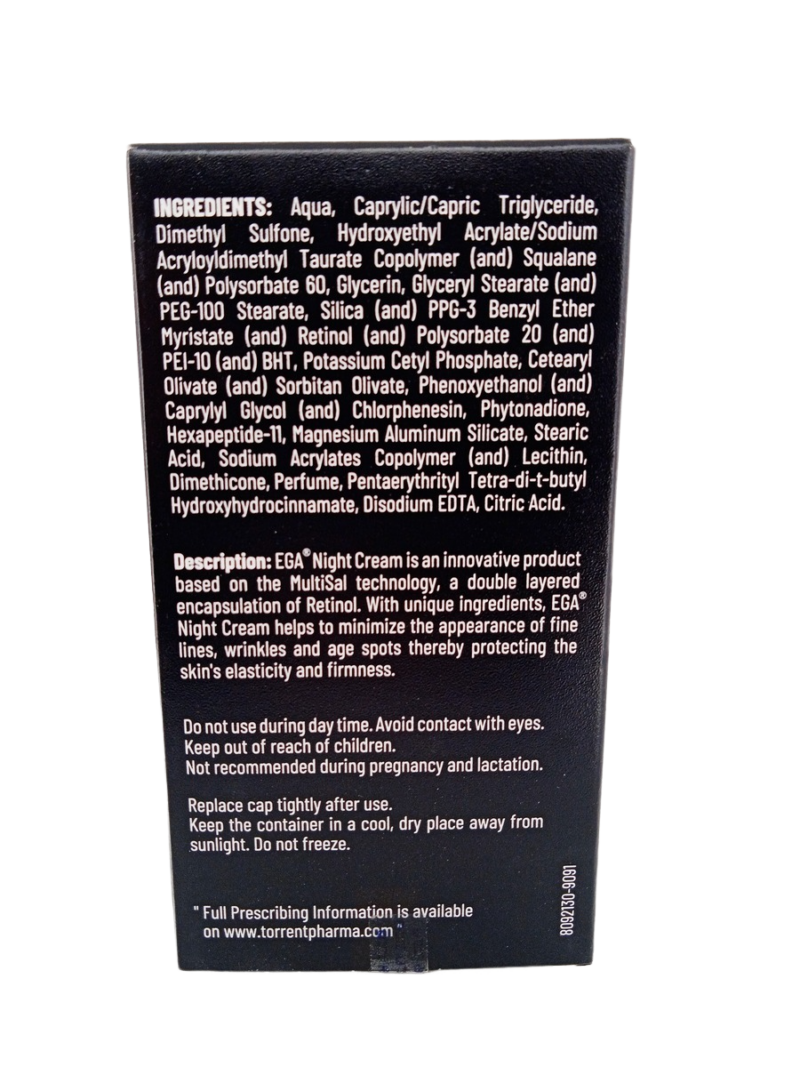 INGREDIENTS: Aqua, Caprylic/Capric Triglyceride,
Dimethyl Sulfone, Hydroxyethyl Acrylate/Sodium
Acryloyldimethyl Taurate Copolymer (and) Squalane
(and) Polysorbate 60, Glycerin, Glyceryl Stearate (and)
PEG-100 Stearate, Silica (and) PPG-3 Benzyl Ether
Myristate (and) Retinol (and) Polysorbate 20 (and)
PEI-10 (and) BHT, Potassium Cetyl Phosphate, Cetearyl
Olivate (and) Sorbitan Olivate, Phenoxyethanol (and)
Caprylyl Glycol (and) Chlorphenesin, Phytonadione,
Hexapeptide-11, Magnesium Aluminum Silicate, Stearic
Acid, Sodium Acrylates Copolymer (and) Lecithin,
Dimethicone, Perfume, Pentaerythrityl Tetra-di-t-butyl
Hydroxyhydrocinnamate, Disodium EDTA, Citric Acid.
Description: EGA® Night Cream is an innovative product
based on the MultiSal technology, a double layered
encapsulation of Retinol. With unique ingredients, EGA®
Night Cream helps to minimize the appearance of fine
lines, wrinkles and age spots thereby protecting the
skin's elasticity and firmness.
Do not use during day time. Avoid contact with eyes.
Keep out of reach of children.
Not recommended during pregnancy and lactation.
Replace cap tightly after use.
Keep the container in a cool, dry place away from
sunlight. Do not freeze.
" Full Prescribing Information is available
on www.torrentpharma.com "
8092130-9091